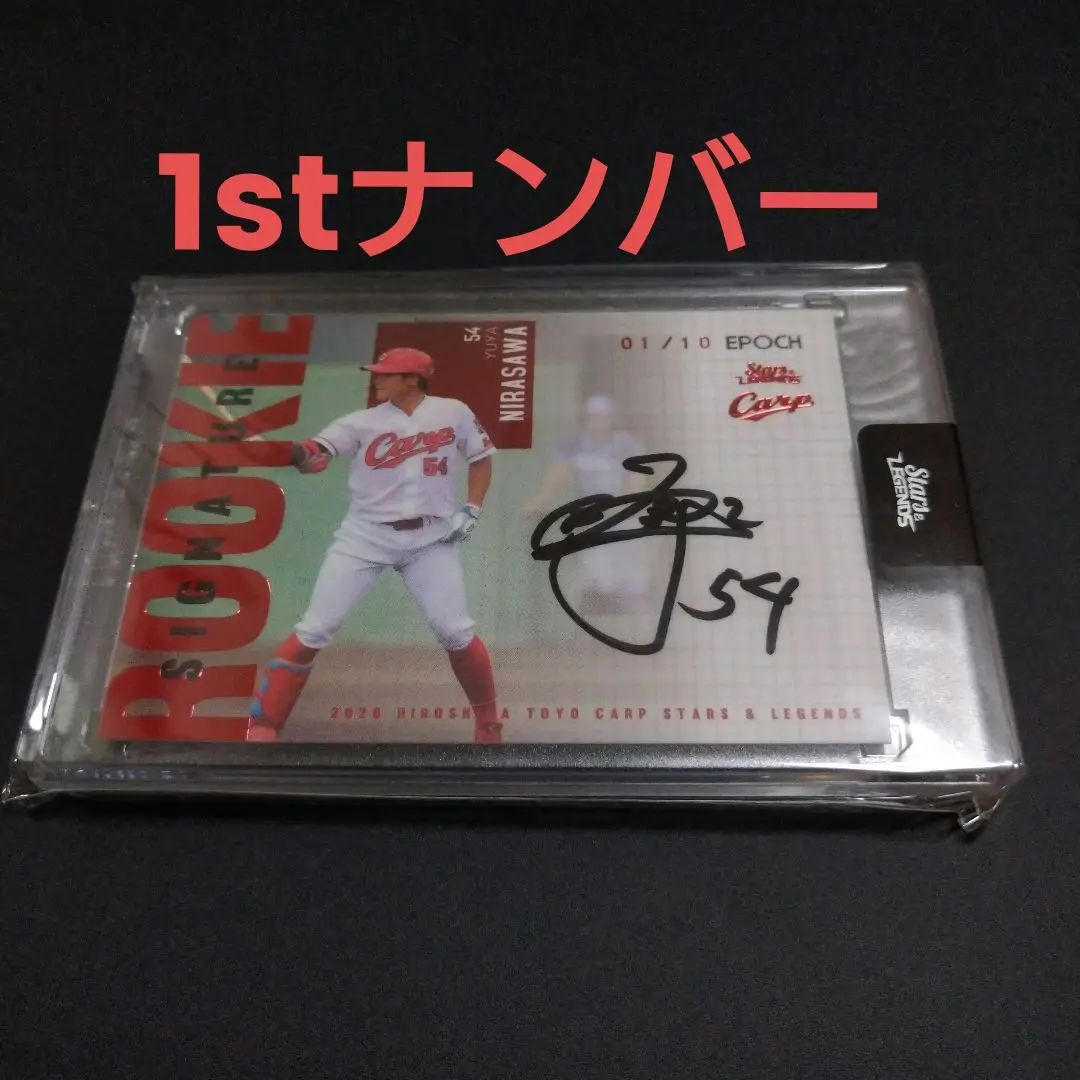 1stナンバー
ROOKIE
SIGNATURE
54
YUYA
NIRASAWA
01/10 EPOCH
Stars & LEGENDS
Carp
Carp
54
54
2020 HIROSHIMA TOYO CARP STARS & LEGENDS
Stars & LEGENDS